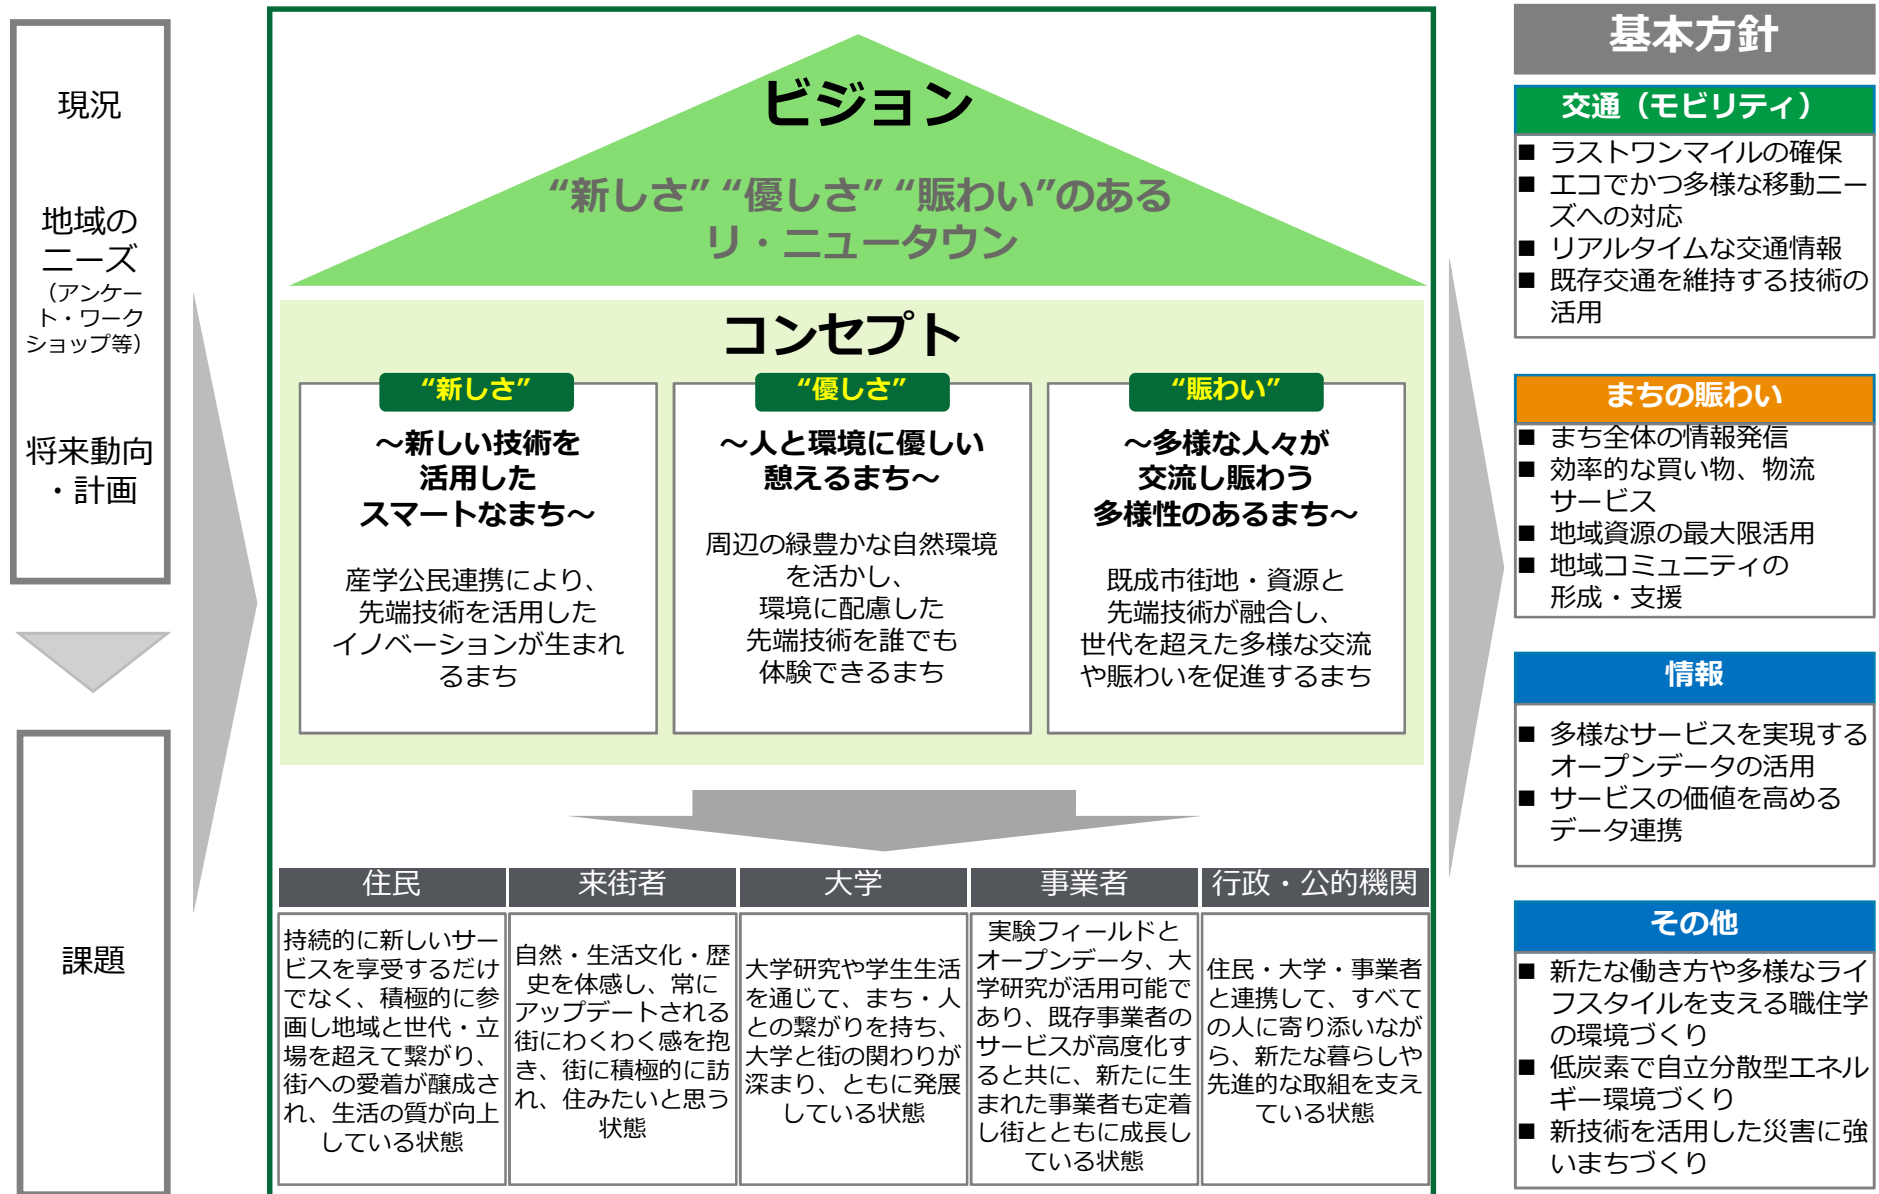 現況
地域の
ニーズ
（アンケー
ト・ワーク
ショップ等）
将来動向
・計画
課題
ビジョン
“新しさ” “優しさ” “賑わい”のある
リ・ニュータウン
コンセプト
“新しさ”
～新しい技術を
活用した
スマートなまち～
産学公民連携により、
先端技術を活用した
イノベーションが生まれ
るまち
“優しさ”
～人と環境に優しい
憩えるまち～
周辺の緑豊かな自然環境
を活かし、
環境に配慮した
先端技術を誰でも
体験できるまち
“賑わい”
～多様な人々が
交流し賑わう
多様性のあるまち～
既成市街地・資源と
先端技術が融合し、
世代を超えた多様な交流
や賑わいを促進するまち
住民
持続的に新しいサー
ビスを享受するだけ
でなく、積極的に参
画し地域と世代・立
場を超えて繋がり、
街への愛着が醸成さ
れ、生活の質が向上
している状態
来街者
自然・生活文化・歴
史を体感し、常に
アップデートされる
街にわくわく感を抱
き、街に積極的に訪
れ、住みたいと思う
状態
大学
大学研究や学生生活
を通じて、まち・人
との繋がりを持ち、
大学と街の関わりが
深まり、ともに発展
している状態
事業者
実験フィールドと
オープンデータ、大
学研究が活用可能で
あり、既存事業者の
サービスが高度化す
ると共に、新たに生
まれた事業者も定着
し街とともに成長し
ている状態
行政・公的機関
住民・大学・事業者
と連携して、すべて
の人に寄り添いなが
ら、新たな暮らしや
先進的な取組を支え
ている状態
基本方針
交通（モビリティ）
■ ラストワンマイルの確保
■ エコでかつ多様な移動ニー
ズへの対応
■ リアルタイムな交通情報
■ 既存交通を維持する技術の
活用
まちの賑わい
■ まち全体の情報発信
■ 効率的な買い物、物流
サービス
■ 地域資源の最大限活用
■ 地域コミュニティの
形成・支援
情報
■ 多様なサービスを実現する
オープンデータの活用
■ サービスの価値を高める
データ連携
その他
■ 新たな働き方や多様なライ
フスタイルを支える職住学
の環境づくり
■ 低炭素で自立分散型エネル
ギー環境づくり
■ 新技術を活用した災害に強
いまちづくり